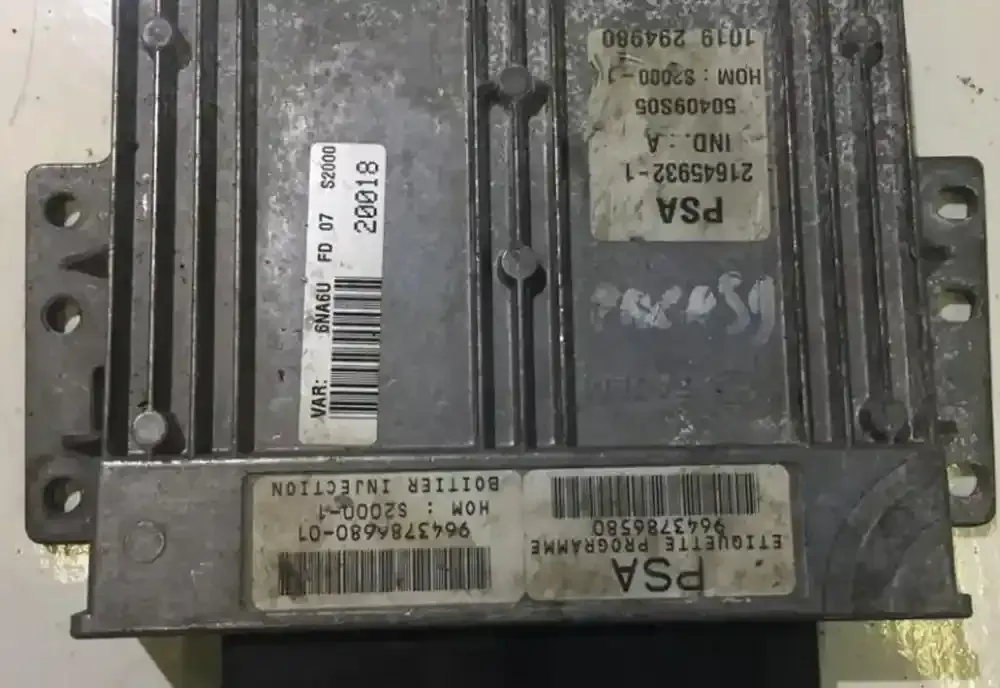 PSA
21645932-1
IND.: A
50409S05
HOM : S2000-1
1019 294980
VAR: 6NA6U FD 07 S2000
20018
PSA
ETIQUETTE PROGRAMME
9643786580
9643786680-01
HOM : S2000-1
BOITIER INJECTION